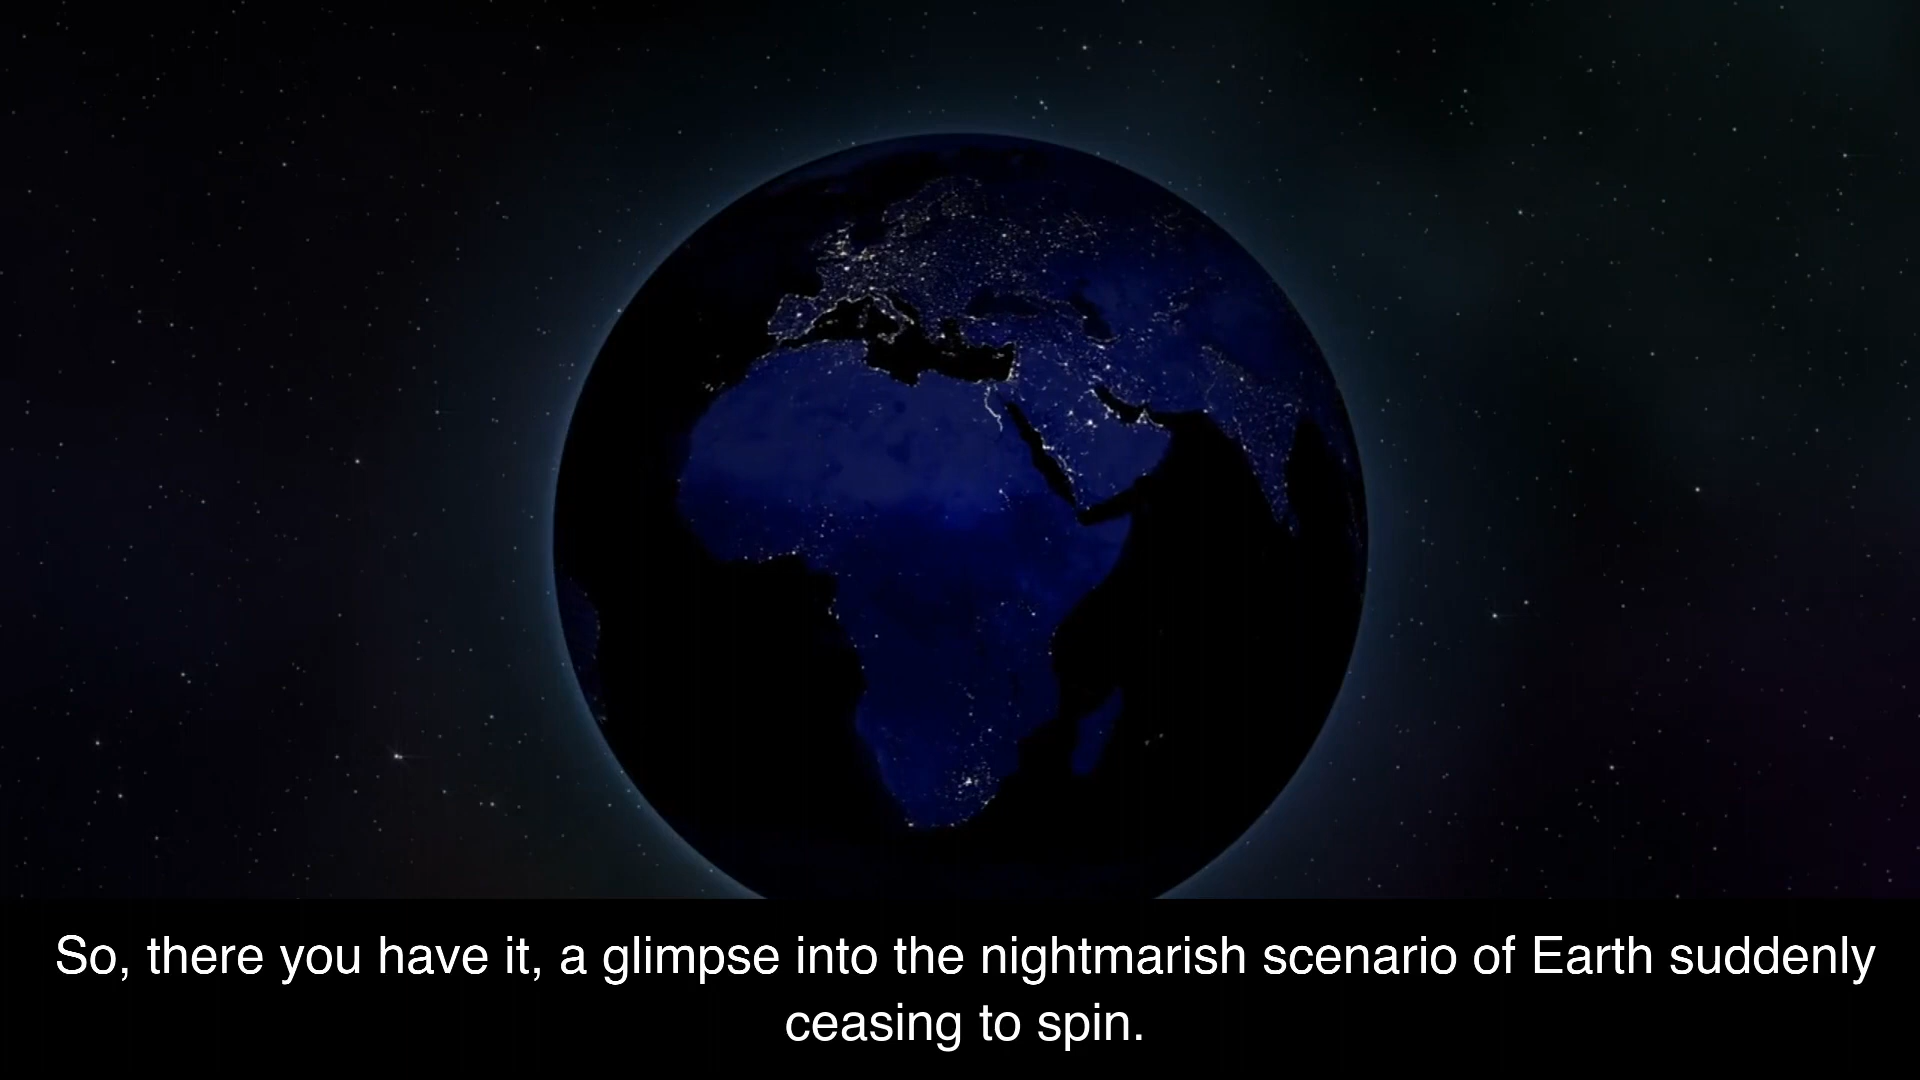 So, there you have it, a glimpse into the nightmarish scenario of Earth suddenly
ceasing to spin.